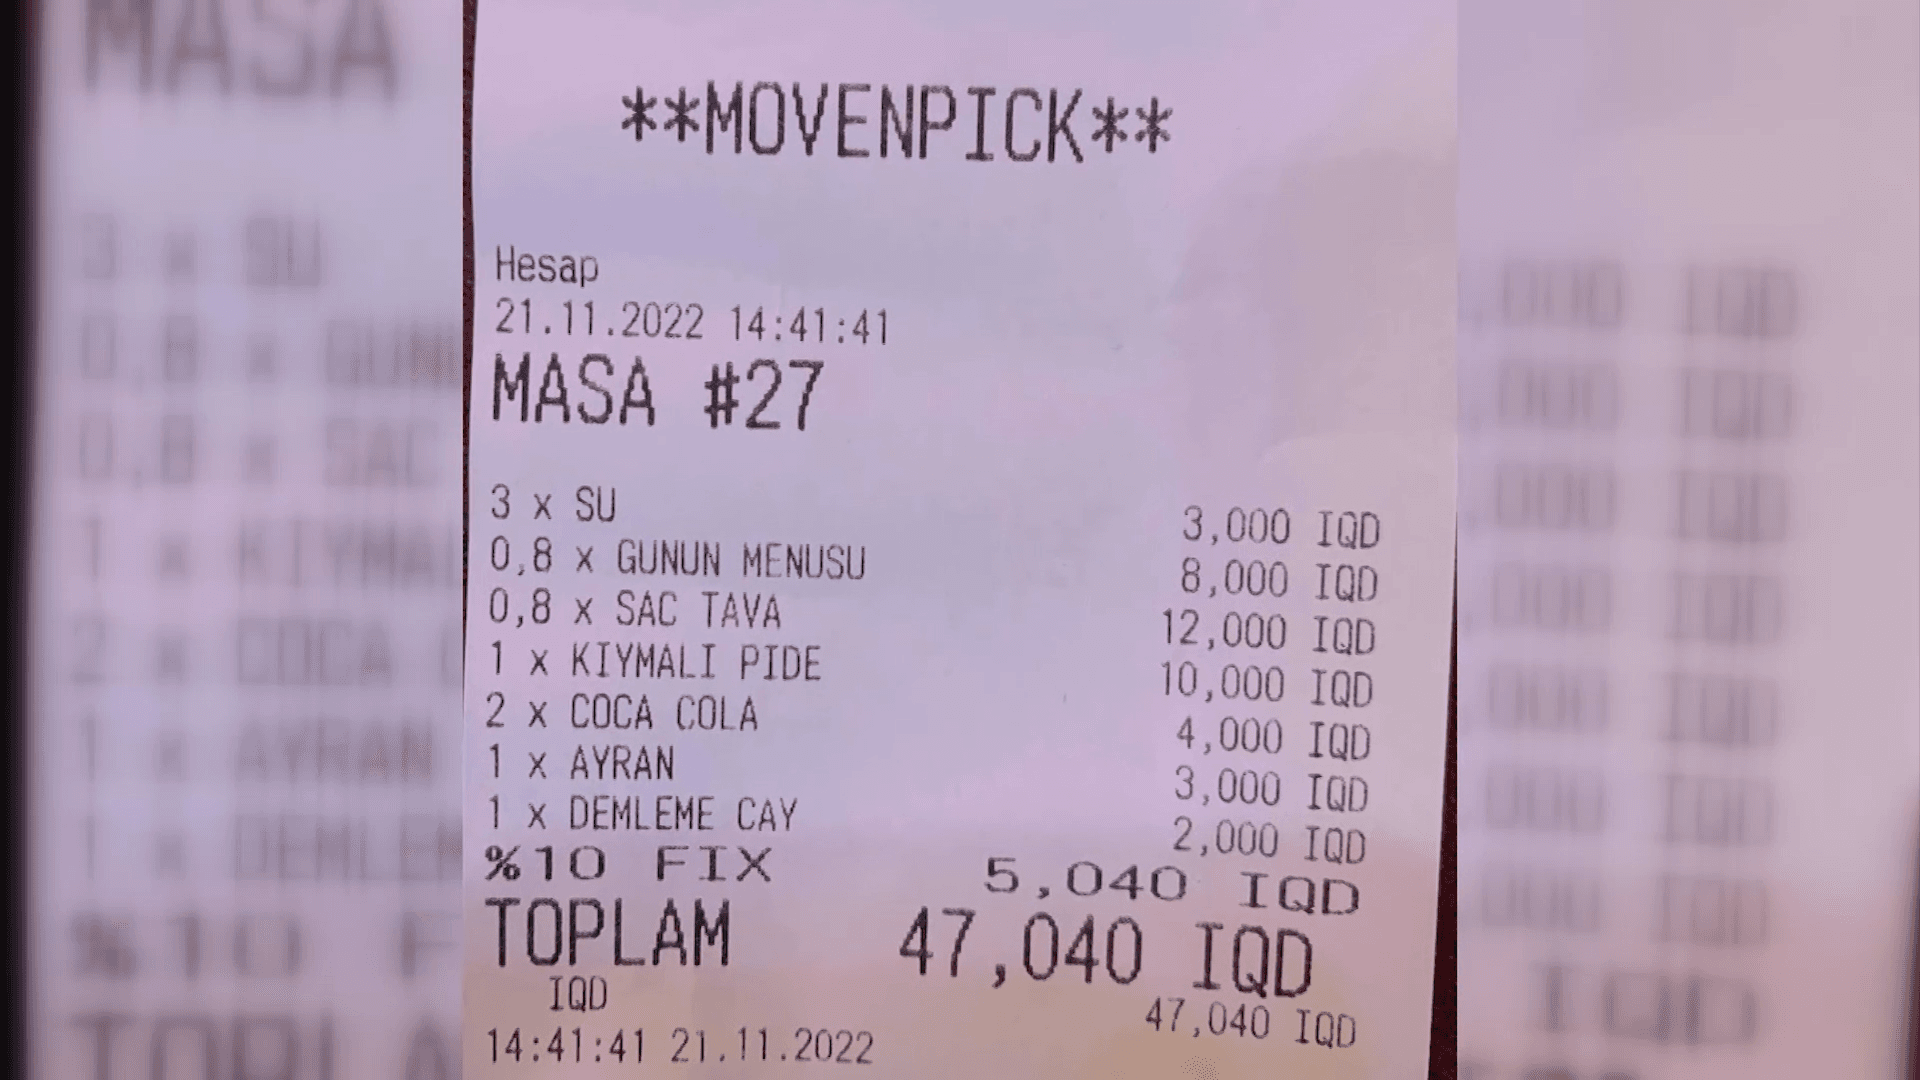 **MOVENPICK**
Hesap
21.11.2022 14:41:41
MASA #27
3 x SU 3,000 IQD
0,8 x GUNUN MENUSU 8,000 IQD
0,8 x SAC TAVA 12,000 IQD
1 x KIYMALI PIDE 10,000 IQD
2 x COCA COLA 4,000 IQD
1 x AYRAN 3,000 IQD
1 x DEMLEME CAY 2,000 IQD
%10 FIX 5,040 IQD
TOPLAM 47,040 IQD
IQD 47,040 IQD
14:41:41 21.11.2022